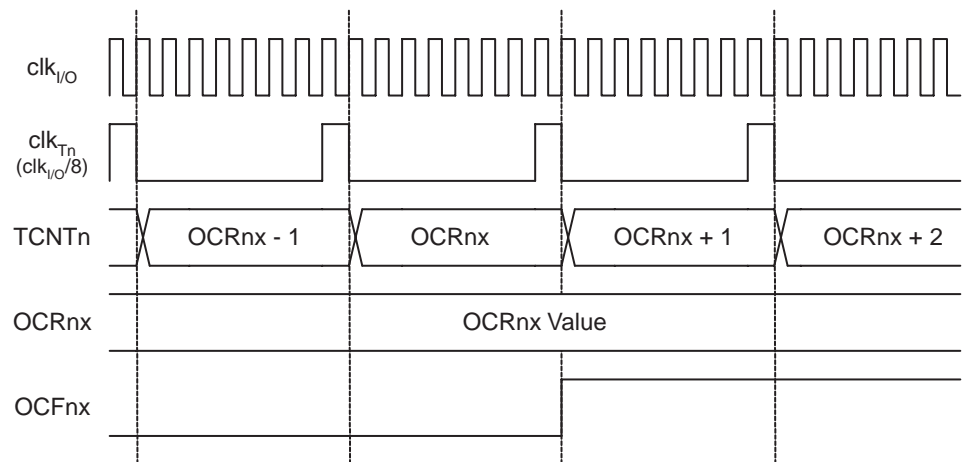 clkI/O
clkTn
(clkI/O/8)
TCNTn
OCRnx - 1
OCRnx
OCRnx + 1
OCRnx + 2
OCRnx
OCRnx Value
OCFnx